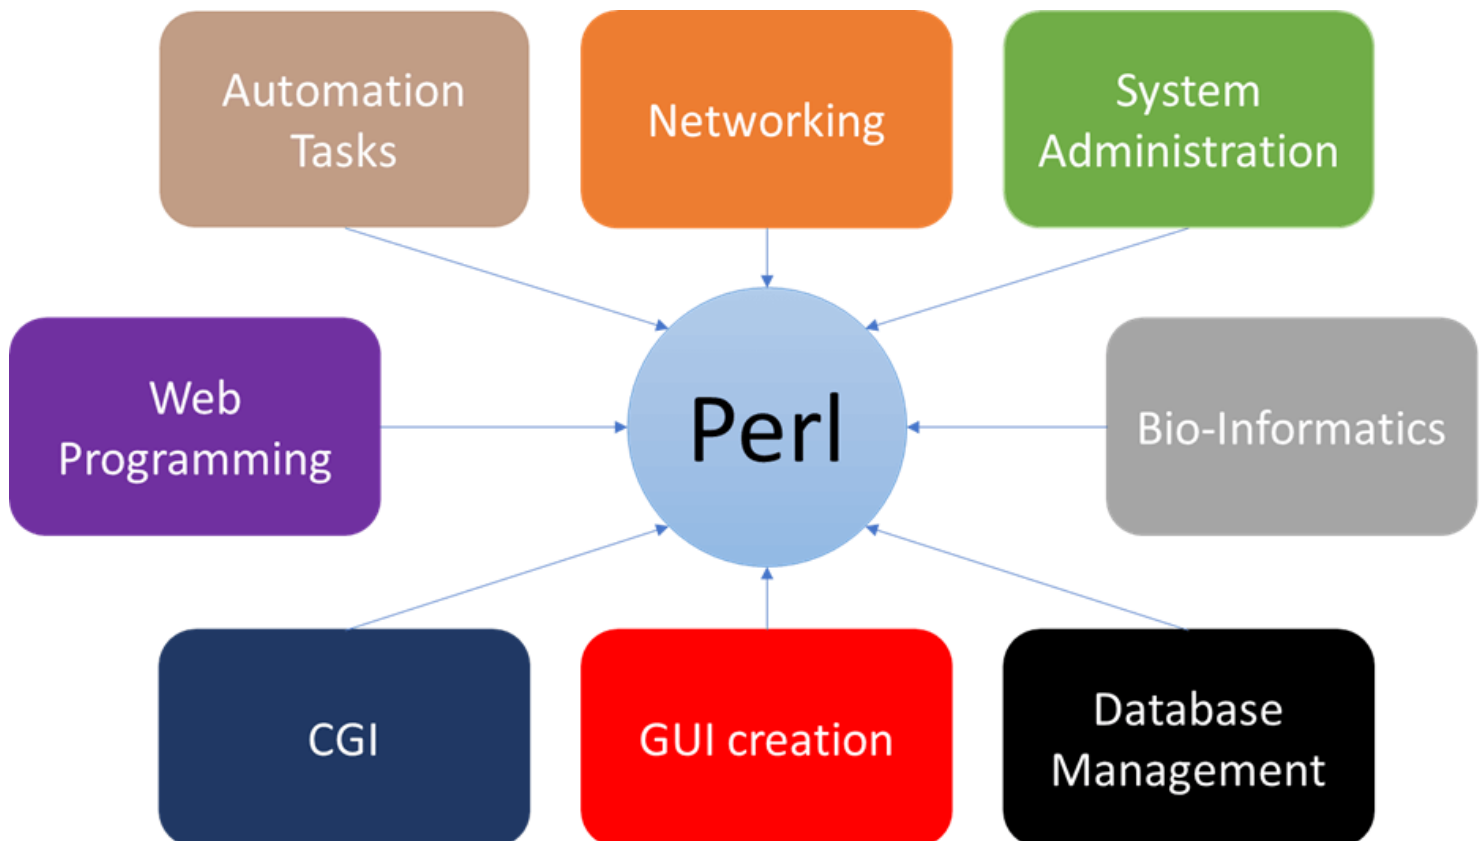 Automation
Tasks
Networking
System
Administration
Web
Programming
Perl
Bio-Informatics
CGI
GUI creation
Database
Management